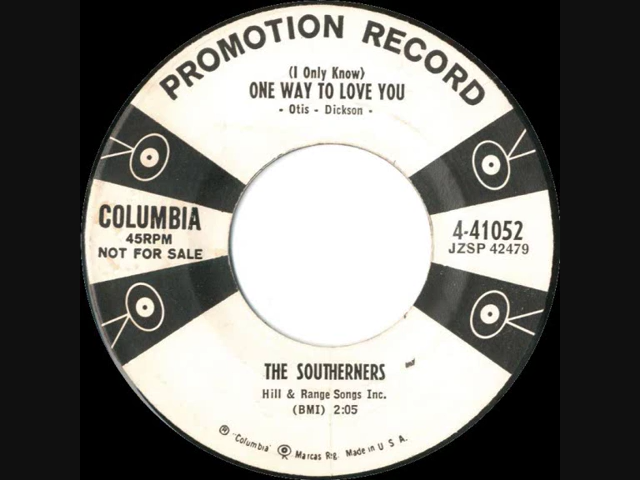 PROMOTION RECORD
(I Only Know)
ONE WAY TO LOVE YOU
- Otis - Dickson -
COLUMBIA
45RPM
NOT FOR SALE
4-41052
JZSP 42479
THE SOUTHERNERS
Hill & Range Songs Inc.
(BMI) 2:05
Ⓟ "Columbia" Marcas Reg. Made in U S A.